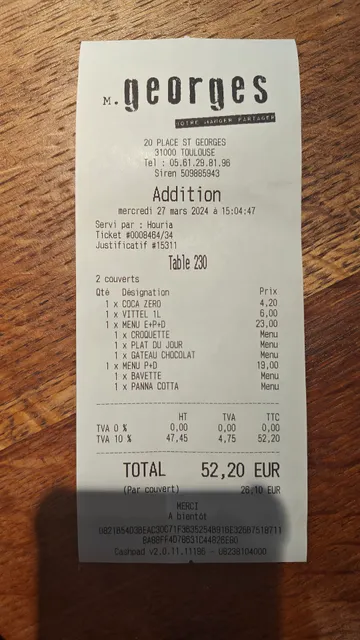 M.georges
NOTRE MANGER PARTAGER
20 PLACE ST GEORGES
31000 TOULOUSE
Tel : 05.61.29.81.96
Siren 509885943
Addition
mercredi 27 mars 2024 à 15:04:47
Servi par : Houria
Ticket #0008464/34
Justificatif #15311
Table 230
2 couverts
Qté Désignation Prix
1 x COCA ZERO 4,20
1 x VITTEL 1L 6,00
1 x MENU E+P+D 23,00
1 x CROQUETTE Menu
1 x PLAT DU JOUR Menu
1 x GATEAU CHOCOLAT Menu
1 x MENU P+D 19,00
1 x BAVETTE Menu
1 x PANNA COTTA Menu
HT TVA TTC
TVA 0 % 0,00 0,00 0,00
TVA 10 % 47,45 4,75 52,20
TOTAL 52,20 EUR
(Par couvert) 26,10 EUR
MERCI
A bientôt
Cashpad v2.0.11.11195 - U8238104000